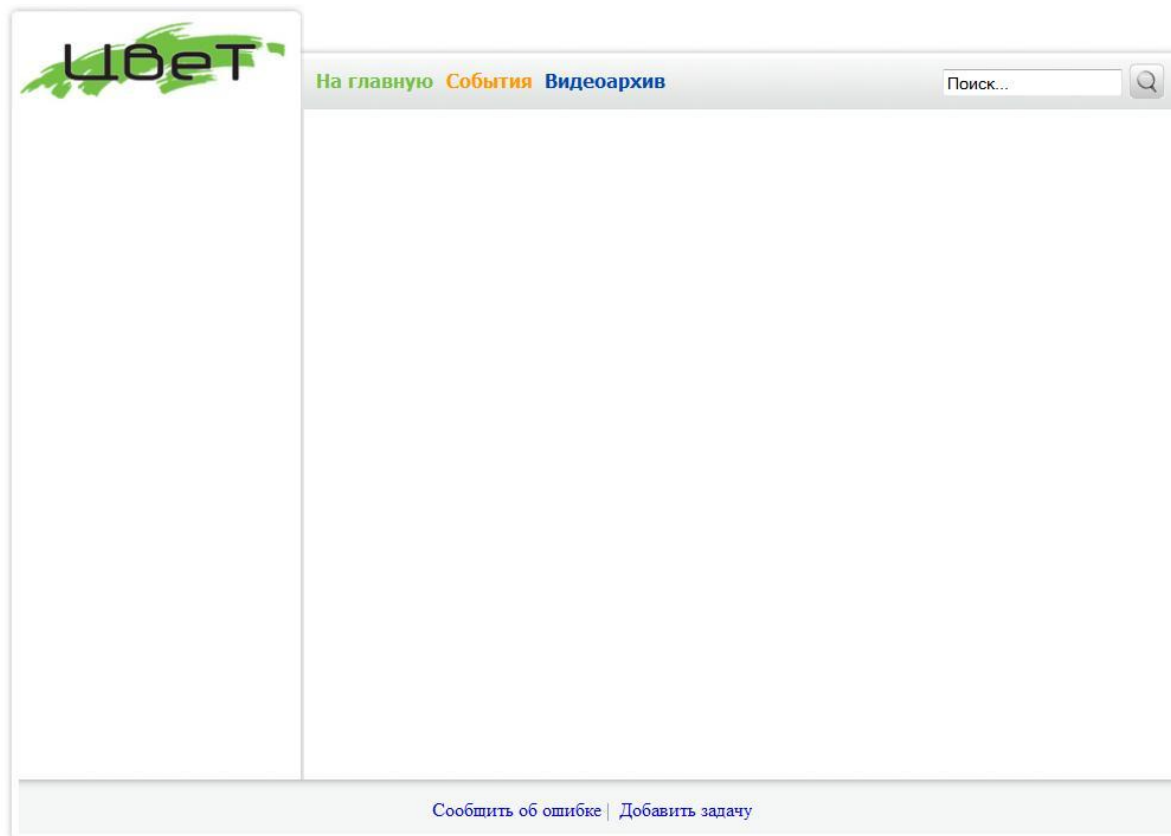 ЦВеТ
На главную События Видеоархив Поиск...
Сообщить об ошибке | Добавить задачу